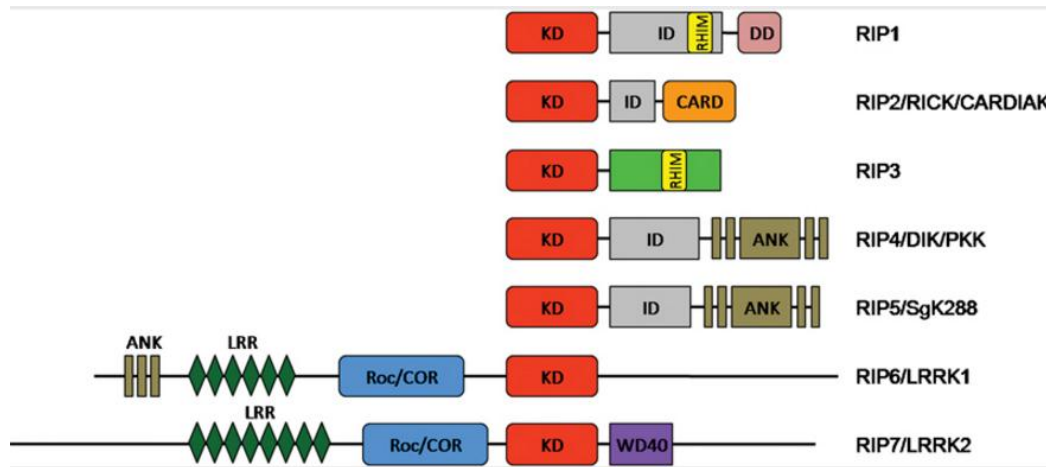 KD ID RHIM DD RIP1
KD ID CARD RIP2/RICK/CARDIAK
KD RHIM RIP3
KD ID ANK RIP4/DIK/PKK
KD ID ANK RIP5/SgK288
ANK LRR
Roc/COR KD RIP6/LRRK1
LRR
Roc/COR KD WD40 RIP7/LRRK2